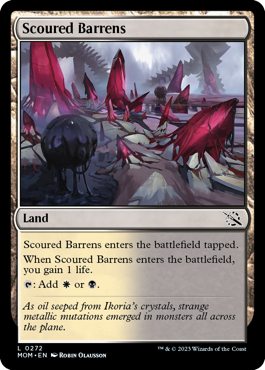 Scoured Barrens
Land
Scoured Barrens enters the battlefield tapped.
When Scoured Barrens enters the battlefield,
you gain 1 life.
: Add or .
As oil seeped from Ikoria's crystals, strange
metallic mutations emerged in monsters all across
the plane.
L 0272
MOM • EN Robin Olausson
™ & © 2023 Wizards of the Coast